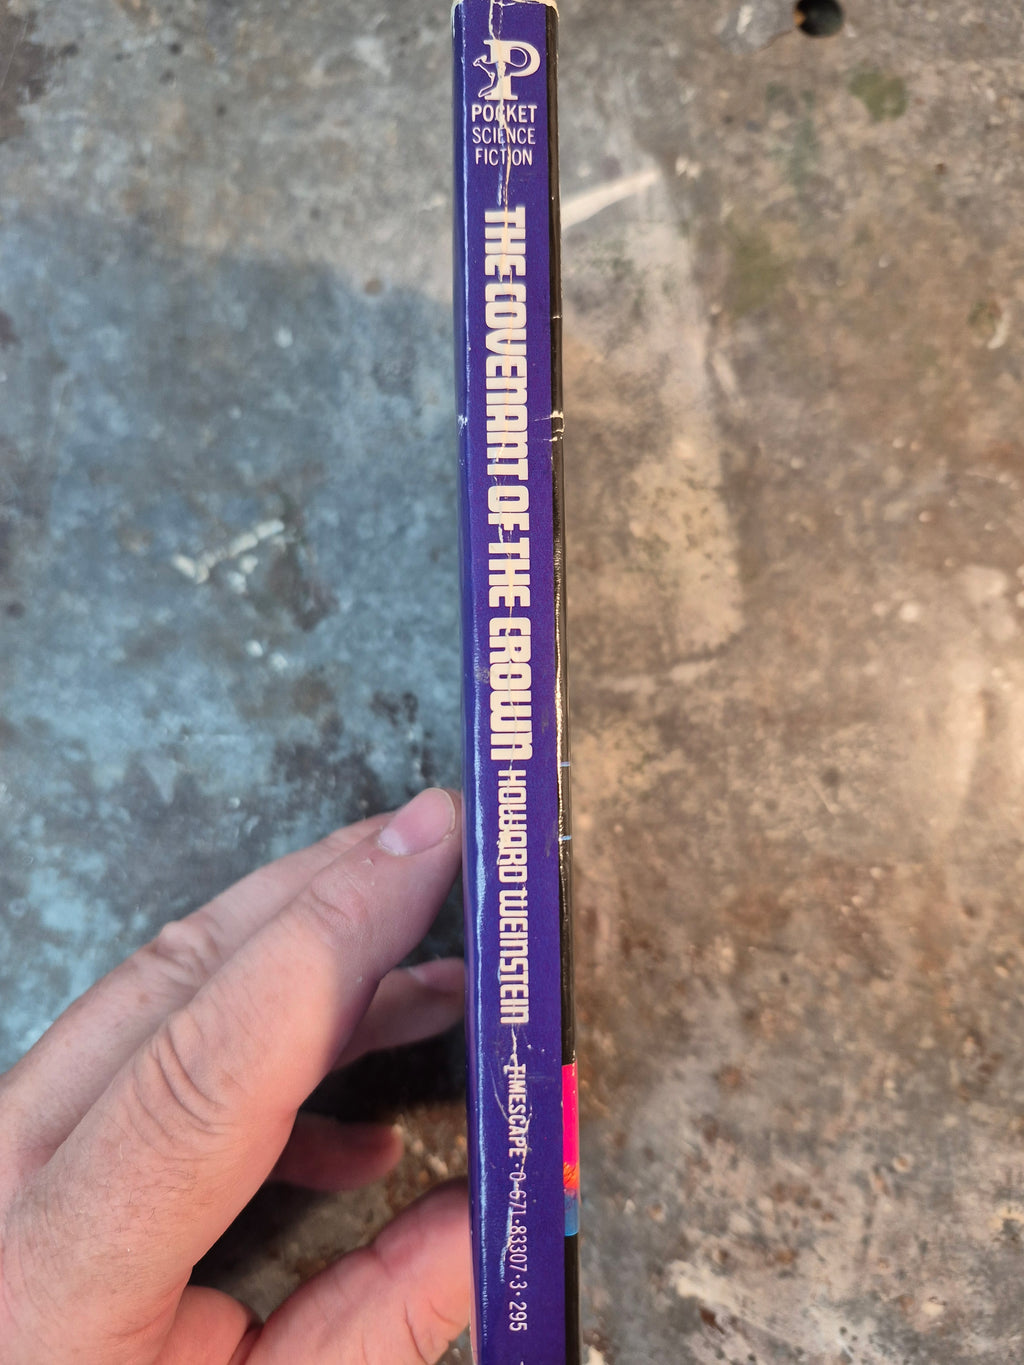 P
POCKET
SCIENCE
FICTION
THE COVENANT OF THE CROWN HOWARD WEINSTEIN TIMESCAPE · 0·671·83307·3 · 295